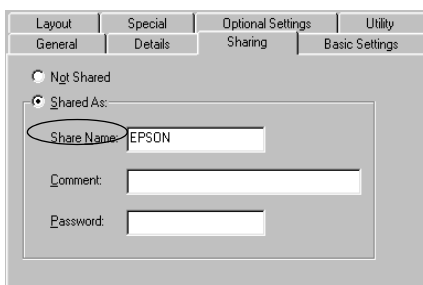 Layout Special Optional Settings Utility
General Details Sharing Basic Settings
Not Shared
Shared As:
Share Name: EPSON
Comment:
Password: